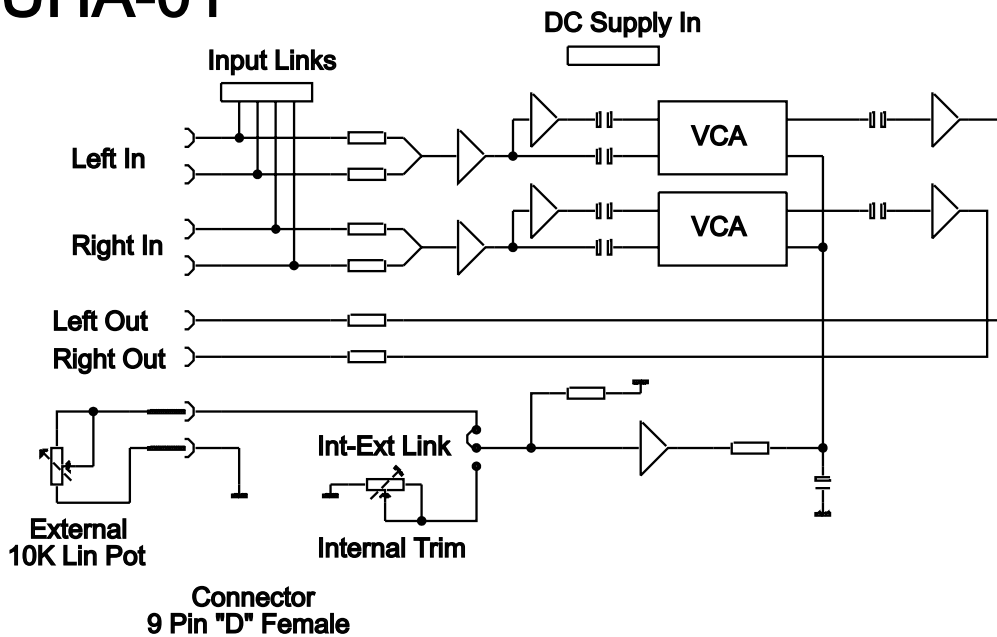 DC Supply In
Input Links
VCA
Left In
VCA
Right In
Left Out
Right Out
Int-Ext Link
External
10K Lin Pot
Internal Trim
Connector
9 Pin "D" Female